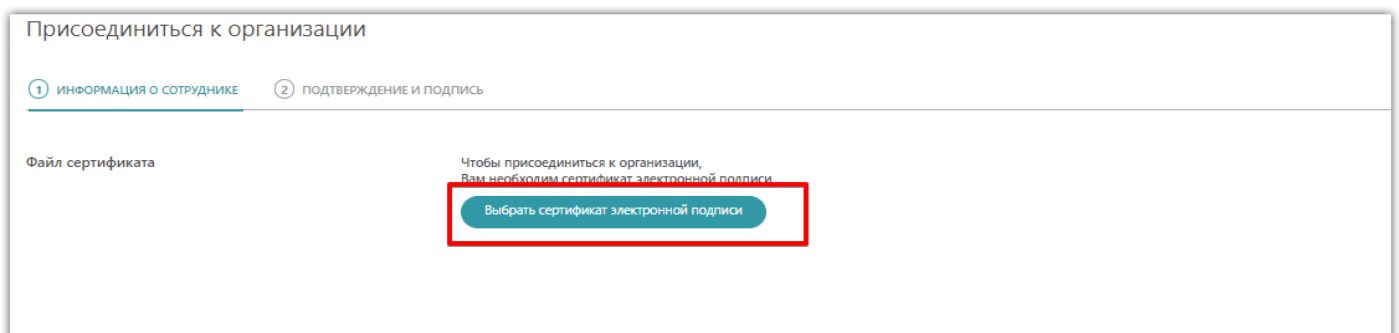 Присоединиться к организации
1 ИНФОРМАЦИЯ О СОТРУДНИКЕ 2 ПОДТВЕРЖДЕНИЕ И ПОДПИСЬ
Файл сертификата
Чтобы присоединиться к организации,
Вам необходим сертификат электронной подписи
Выбрать сертификат электронной подписи